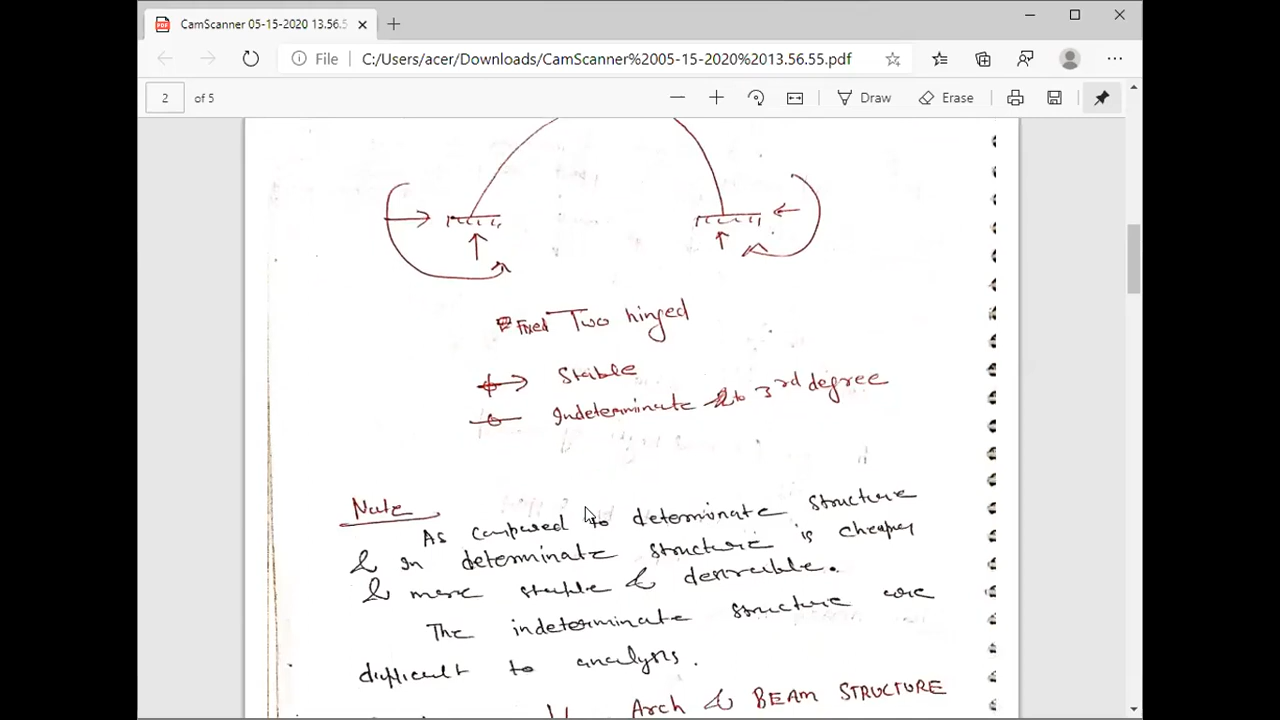 CamScanner 05-15-2020 13.56.5
File C:/Users/acer/Downloads/CamScanner%2005-15-2020%2013.56.55.pdf
2 of 5 Draw Erase
Fixed Two hinged
Stable
Indeterminate to 3rd degree
Note
As compared to determinate structure
& In determinate structure is cheaper
& more stable & desirable.
The indeterminate structure are
difficult to analysis.
Arch & BEAM STRUCTURE